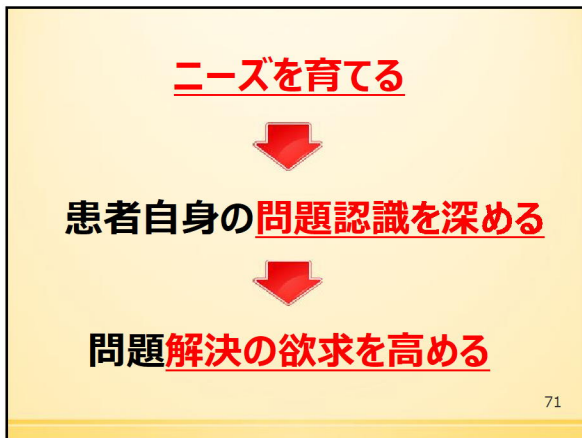 ニーズを育てる
患者自身の問題認識を深める
問題解決の欲求を高める
71